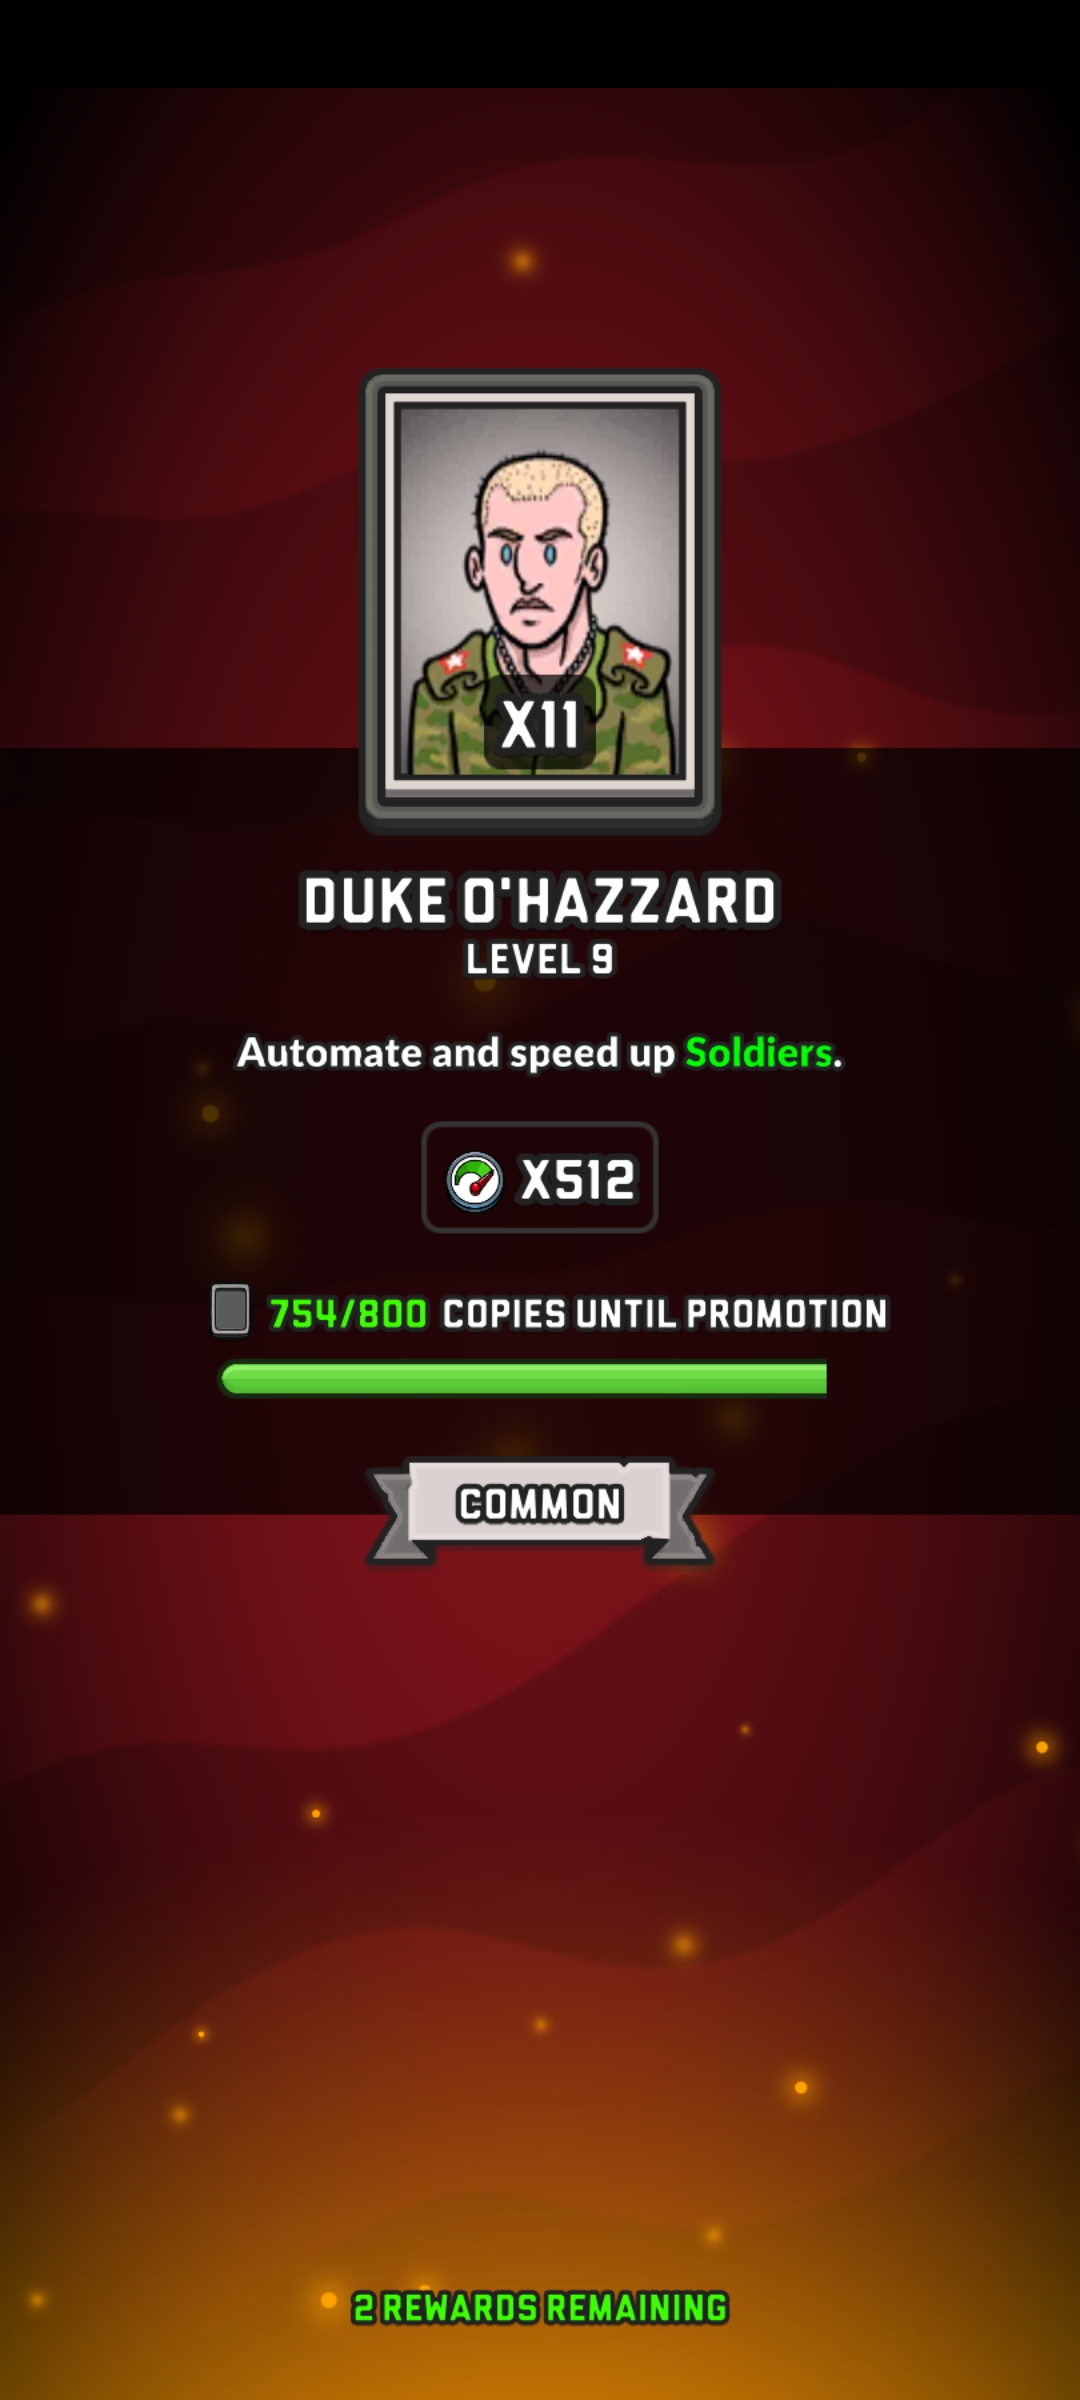 X11
DUKE O'HAZZARD
LEVEL 9
Automate and speed up Soldiers.
X512
754/800 COPIES UNTIL PROMOTION
COMMON
2 REWARDS REMAINING